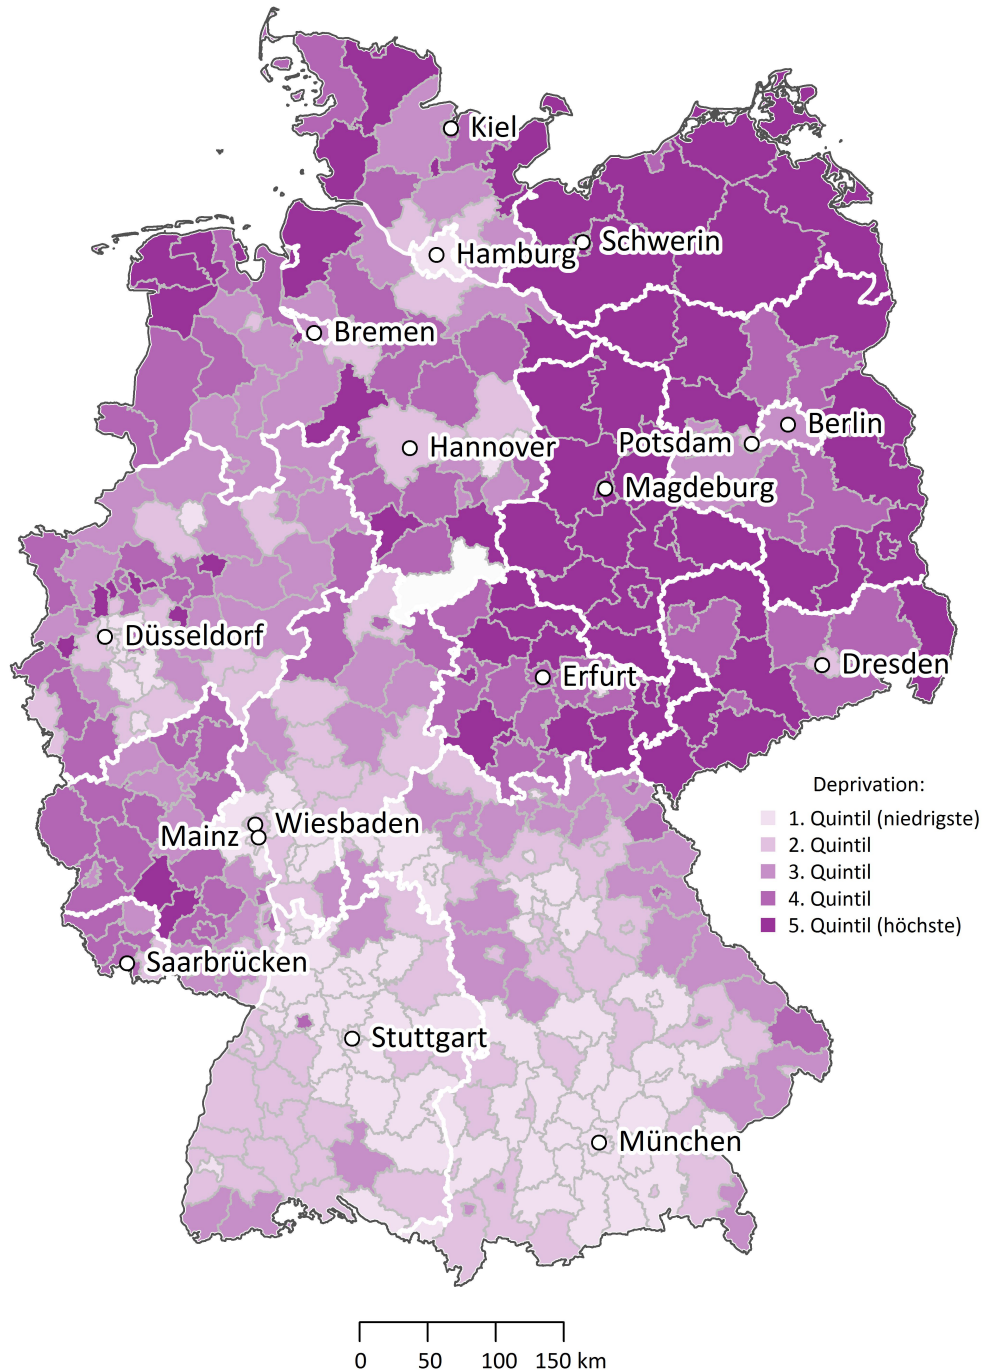 Kiel
Schwerin
Hamburg
Bremen
Berlin
Hannover
Potsdam
Magdeburg
Düsseldorf
Erfurt
Dresden
Deprivation:
1. Quintil (niedrigste)
2. Quintil
3. Quintil
4. Quintil
5. Quintil (höchste)
Wiesbaden
Mainz
Saarbrücken
Stuttgart
München
0 50 100 150 km